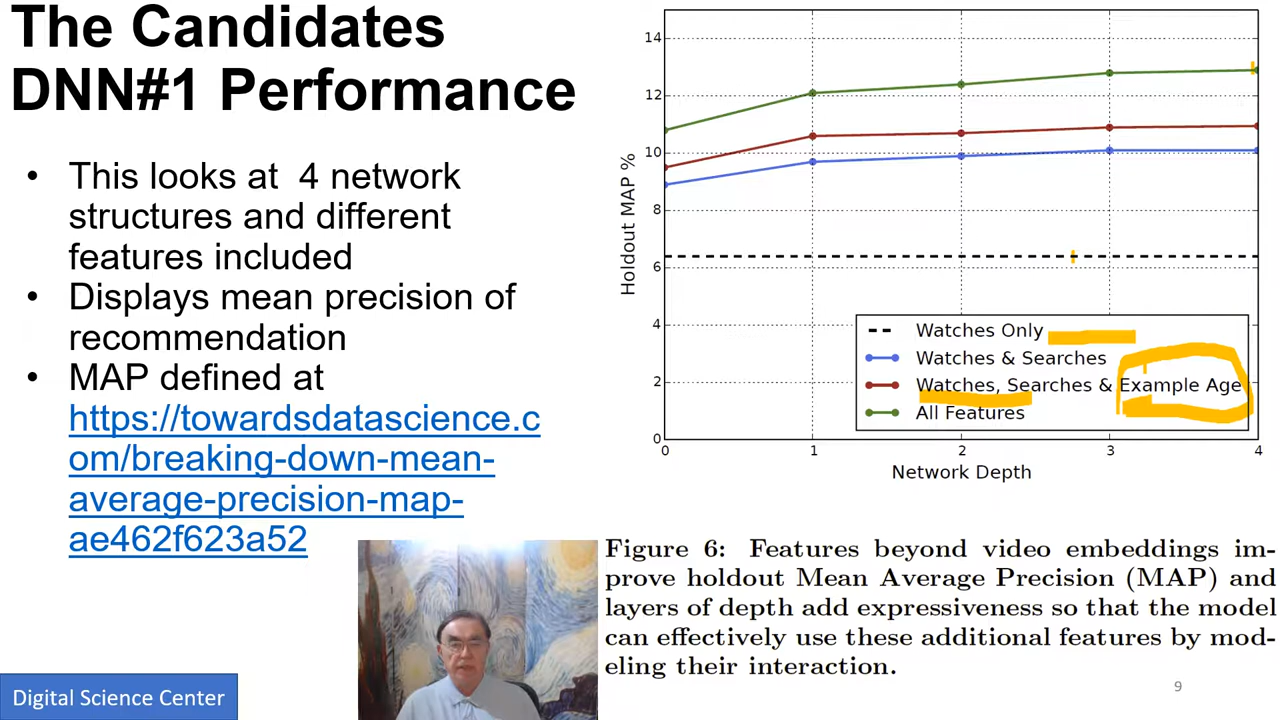 The Candidates
DNN#1 Performance
• This looks at 4 network
structures and different
features included
• Displays mean precision of
recommendation
• MAP defined at
https://towardsdatascience.c
om/breaking-down-mean-
average-precision-map-
ae462f623a52
Digital Science Center
Holdout MAP %
14
12
10
8
6
4
2
0
0 1 2 3 4
Network Depth
Watches Only
Watches & Searches
Watches, Searches & Example Age
All Features
Figure 6: Features beyond video embeddings im-
prove holdout Mean Average Precision (MAP) and
layers of depth add expressiveness so that the model
can effectively use these additional features by mod-
eling their interaction.
9